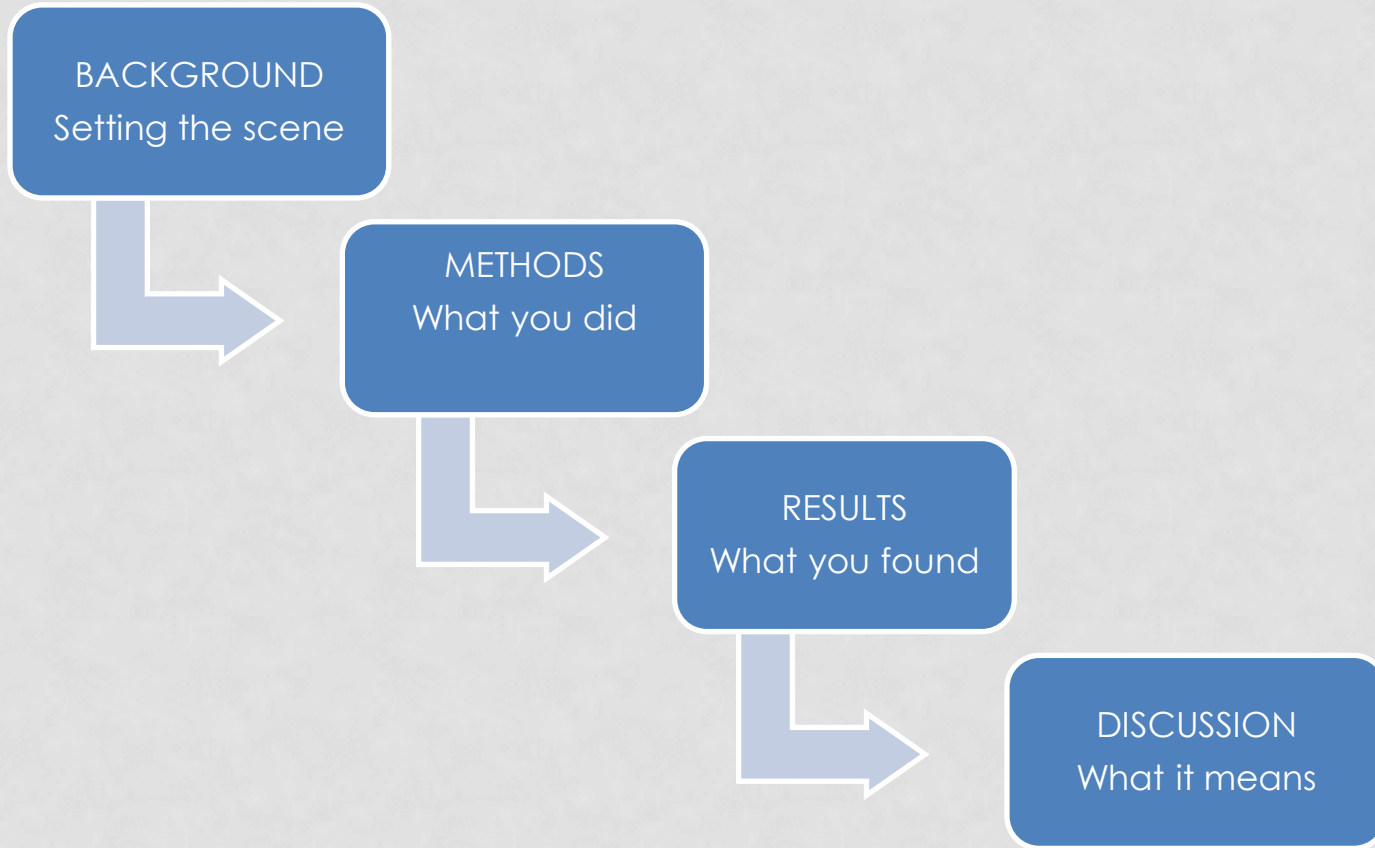 BACKGROUND
Setting the scene
METHODS
What you did
RESULTS
What you found
DISCUSSION
What it means